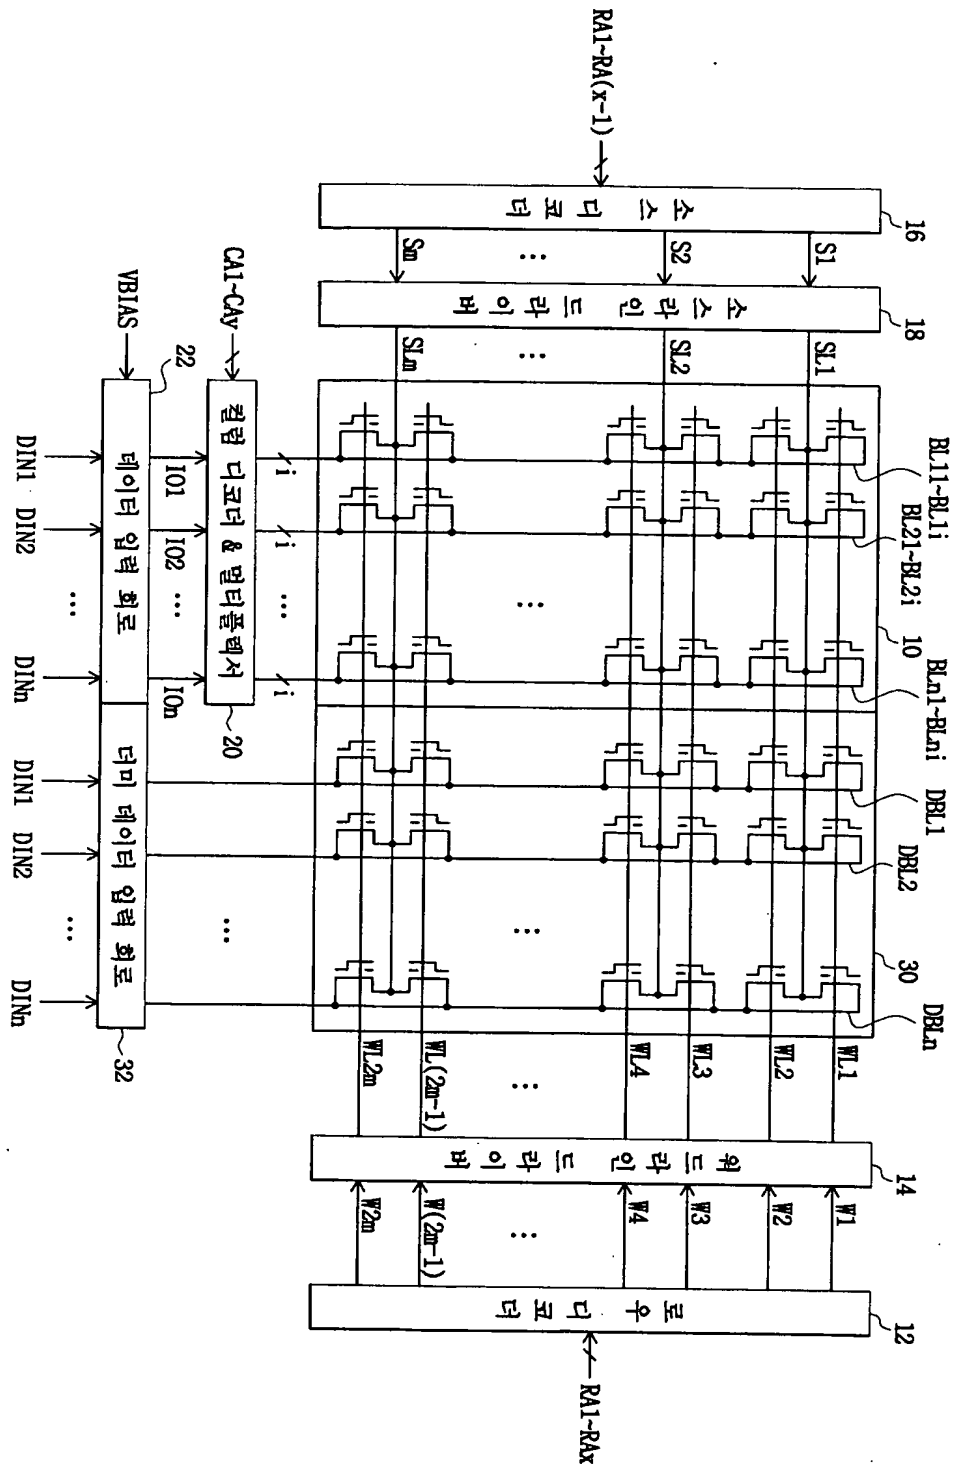 RA1~RA(x-1)
소스 디코더
16
S1
S2
...
Sm
소스라인 드라이버
18
SL1
SL2
...
SLm
CA1~CAy
VBIAS
22
데이터 입력 회로
컬럼 디코더 & 멀티플렉서
20
DIN1
DIN2
...
DINn
IO1
IO2
...
IOn
i
i
...
i
BL11~BL1i
BL21~BL2i
10
BLn1~BLni
...
DIN1
DIN2
...
DINn
더미 데이터 입력 회로
32
...
DBL1
DBL2
30
DBLn
...
WL1
WL2
WL3
WL4
...
WL(2m-1)
WL2m
워드라인 드라이버
14
W1
W2
W3
W4
...
W(2m-1)
W2m
로우 디코더
12
RA1~RAx